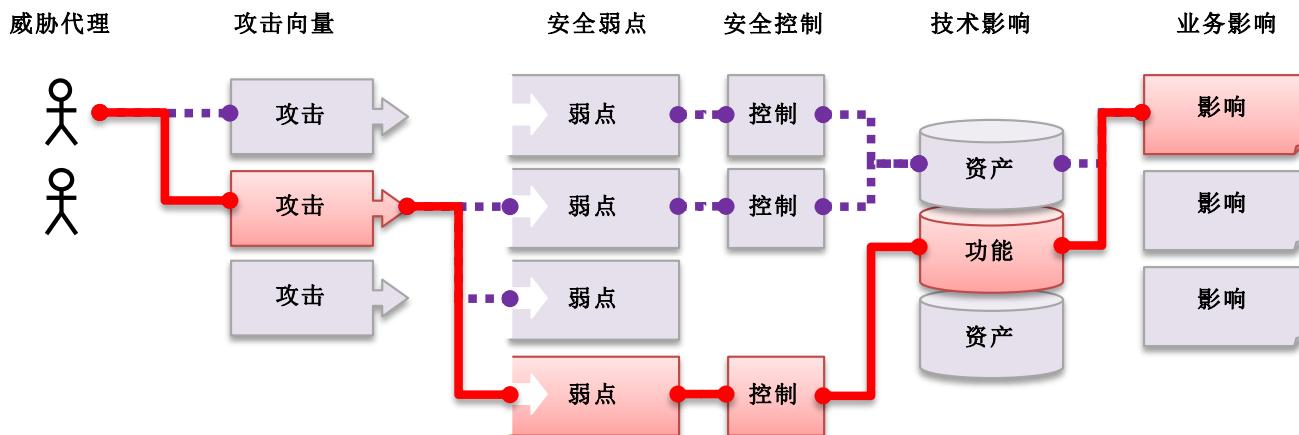 威胁代理 攻击向量 安全弱点 安全控制 技术影响 业务影响
攻击 弱点 控制 影响
资产
攻击 弱点 控制 影响
功能
攻击 弱点 影响
资产
弱点 控制